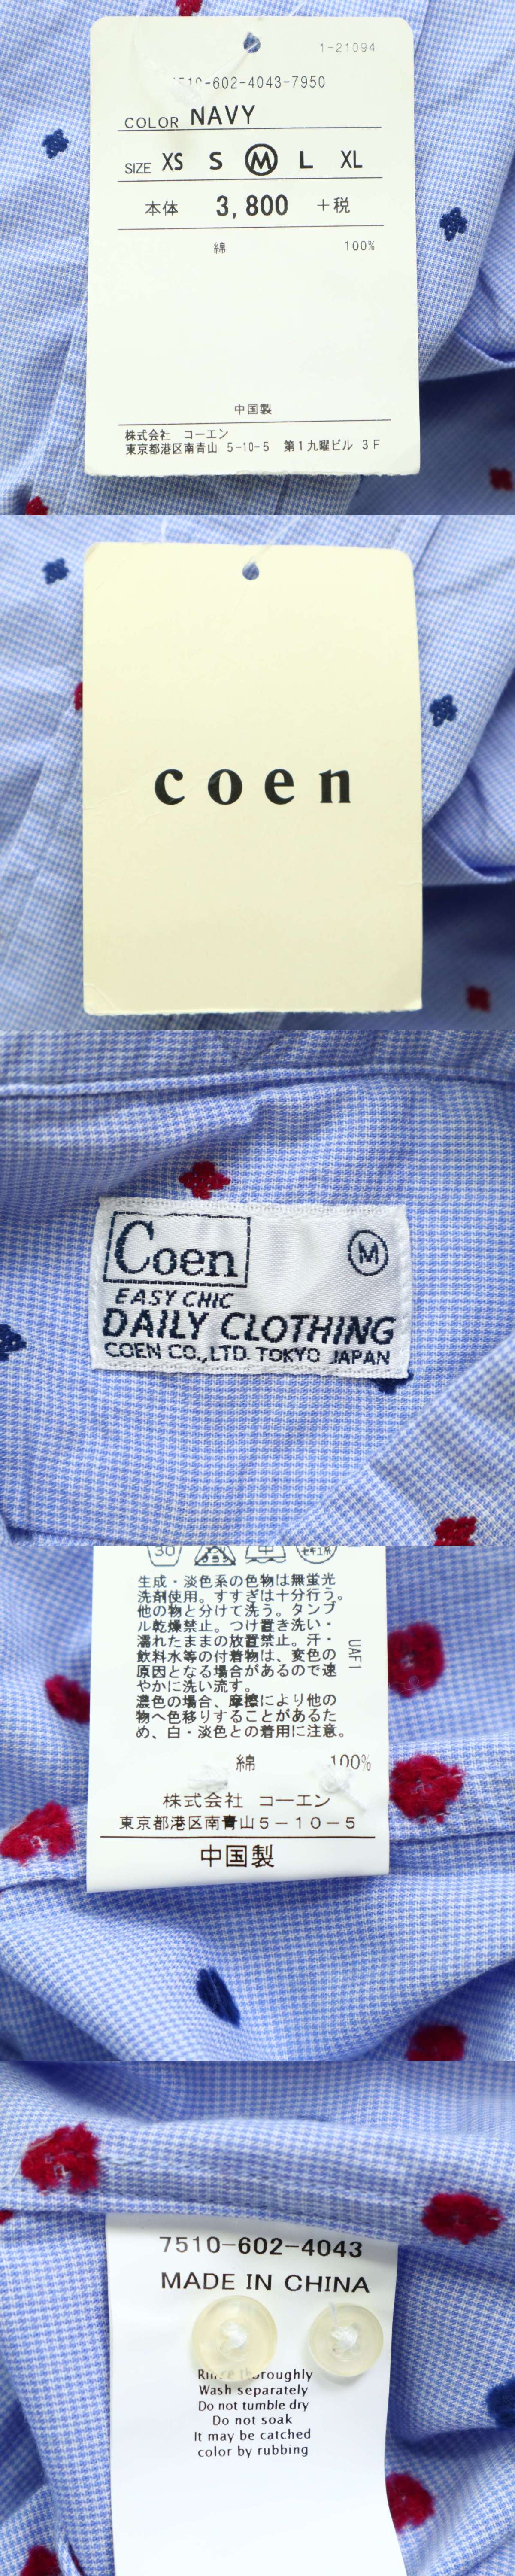 1-21094
510-602-4043-7950
COLOR NAVY
SIZE XS S M L XL
本体 3,800 +税
綿 100%
中国製
株式会社 コーエン
東京都港区南青山 5-10-5 第1九曜ビル 3F
coen
Coen M
EASY CHIC
DAILY CLOTHING
COEN CO.,LTD. TOKYO JAPAN
30
生成・淡色系の色物は無蛍光
洗剤使用。すすぎは十分行う。
他の物と分けて洗う。タンブ
ル乾燥禁止。つけ置き洗い・
濡れたままの放置禁止。汗・
飲料水等の付着物は、変色の
原因となる場合があるので速
やかに洗い流す。
濃色の場合、摩擦により他の
物へ色移りすることがあるた
め、白・淡色との着用に注意。
UAF1
綿 100%
株式会社 コーエン
東京都港区南青山5-10-5
中国製
7510-602-4043
MADE IN CHINA
Wash separately
Do not tumble dry
Do not soak
It may be catched
color by rubbing